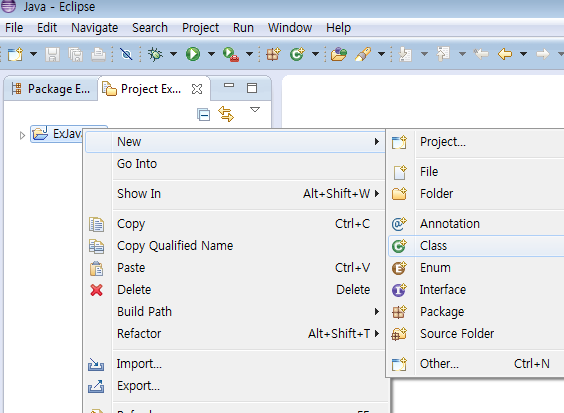 Java - Eclipse
File Edit Navigate Search Project Run Window Help
Package E... Project Ex...
ExJava
New
Go Into
Show In Alt+Shift+W
Copy Ctrl+C
Copy Qualified Name
Paste Ctrl+V
Delete Delete
Build Path
Refactor Alt+Shift+T
Import...
Export...
Project...
File
Folder
Annotation
Class
Enum
Interface
Package
Source Folder
Other... Ctrl+N